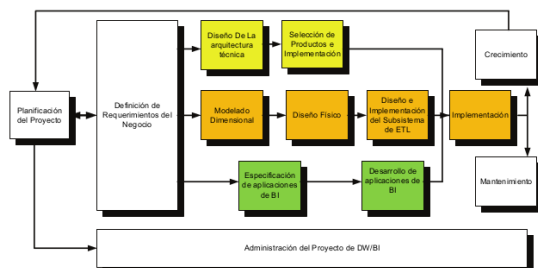 Planificación
del Proyecto
Definición de
Requerimientos del
Negocio
Diseño De La
arquitectura
técnica
Selección de
Productos e
Implementación
Modelado
Dimensional
Diseño Físico
Diseño e
Implementación
del Subsistema
de ETL
Implementación
Especificación
de aplicaciones
de BI
Desarrollo de
aplicaciones de
BI
Crecimiento
Mantenimiento
Administración del Proyecto de DW/BI